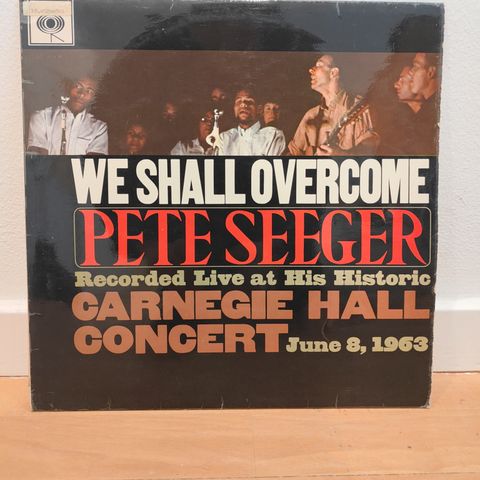 WE SHALL OVERCOME
PETE SEEGER
Recorded Live at His Historic
CARNEGIE HALL
CONCERT June 8, 1963